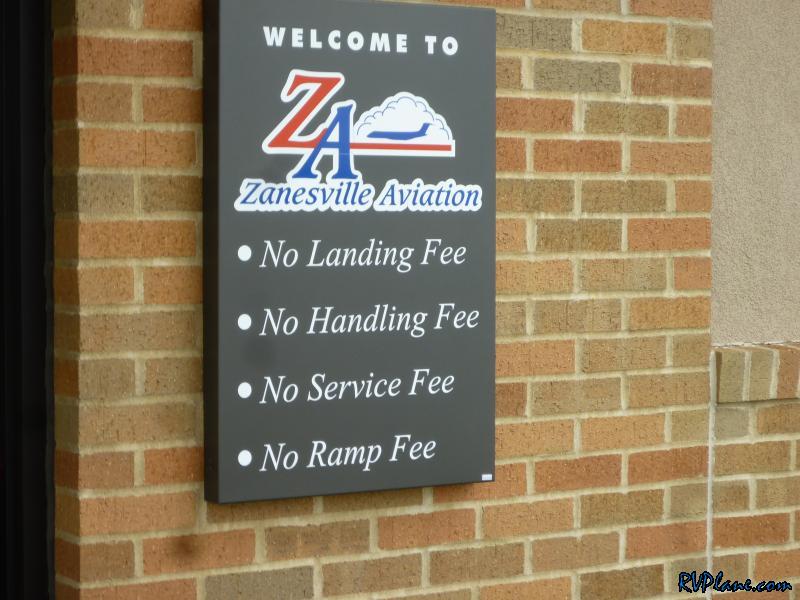 WELCOME TO
ZA
Zanesville Aviation
• No Landing Fee
• No Handling Fee
• No Service Fee
• No Ramp Fee
RVPlane.com